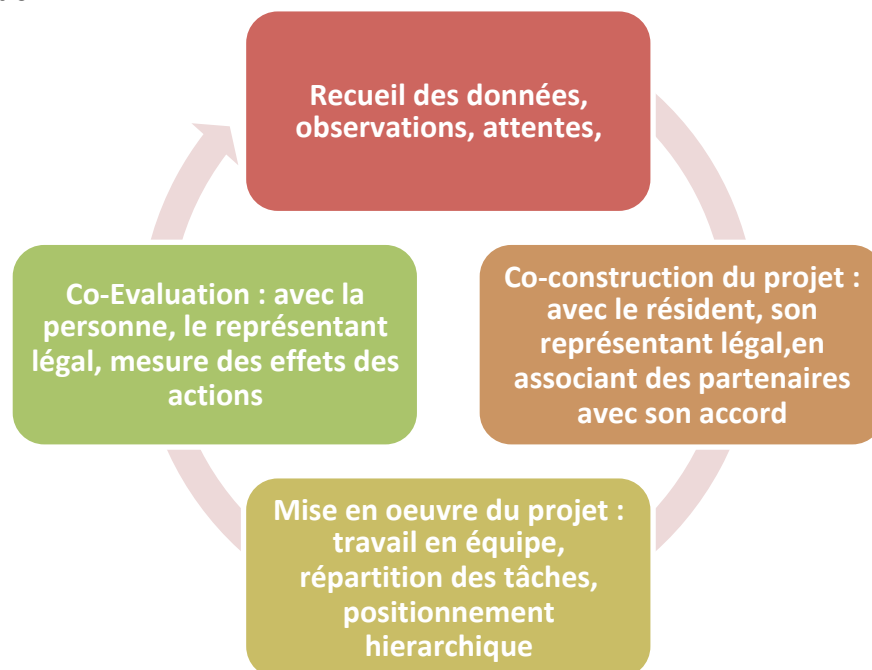 Recueil des données,
observations, attentes,
Co-construction du projet :
avec le résident, son
représentant légal,en
associant des partenaires
avec son accord
Mise en oeuvre du projet :
travail en équipe,
répartition des tâches,
positionnement
hierarchique
Co-Evaluation : avec la
personne, le représentant
légal, mesure des effets des
actions